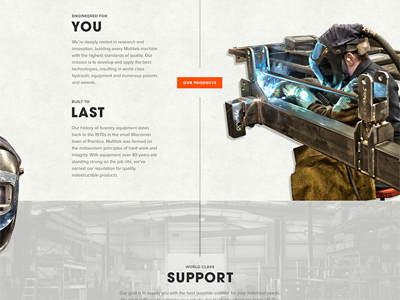 ENGINEERED FOR
YOU
We're deeply rooted in research and
innovation, building every Multitek machine
with the highest standards of quality. Our
mission is to develop and apply the best
technologies, resulting in world class
hydraulic equipment and numerous patents
and awards.
OUR PRODUCTS
BUILT TO
LAST
Our history of forestry equipment dates
back to the 1970s in the small Wisconsin
town of Prentice. Multitek was formed on
the midwestern principles of hard work and
integrity. With equipment over 40 years old
standing strong on the job site, we've
earned our reputation for quality,
indestructible products.
WORLD CLASS
SUPPORT
Our goal is to supply you with the best possible machine for your individual needs.